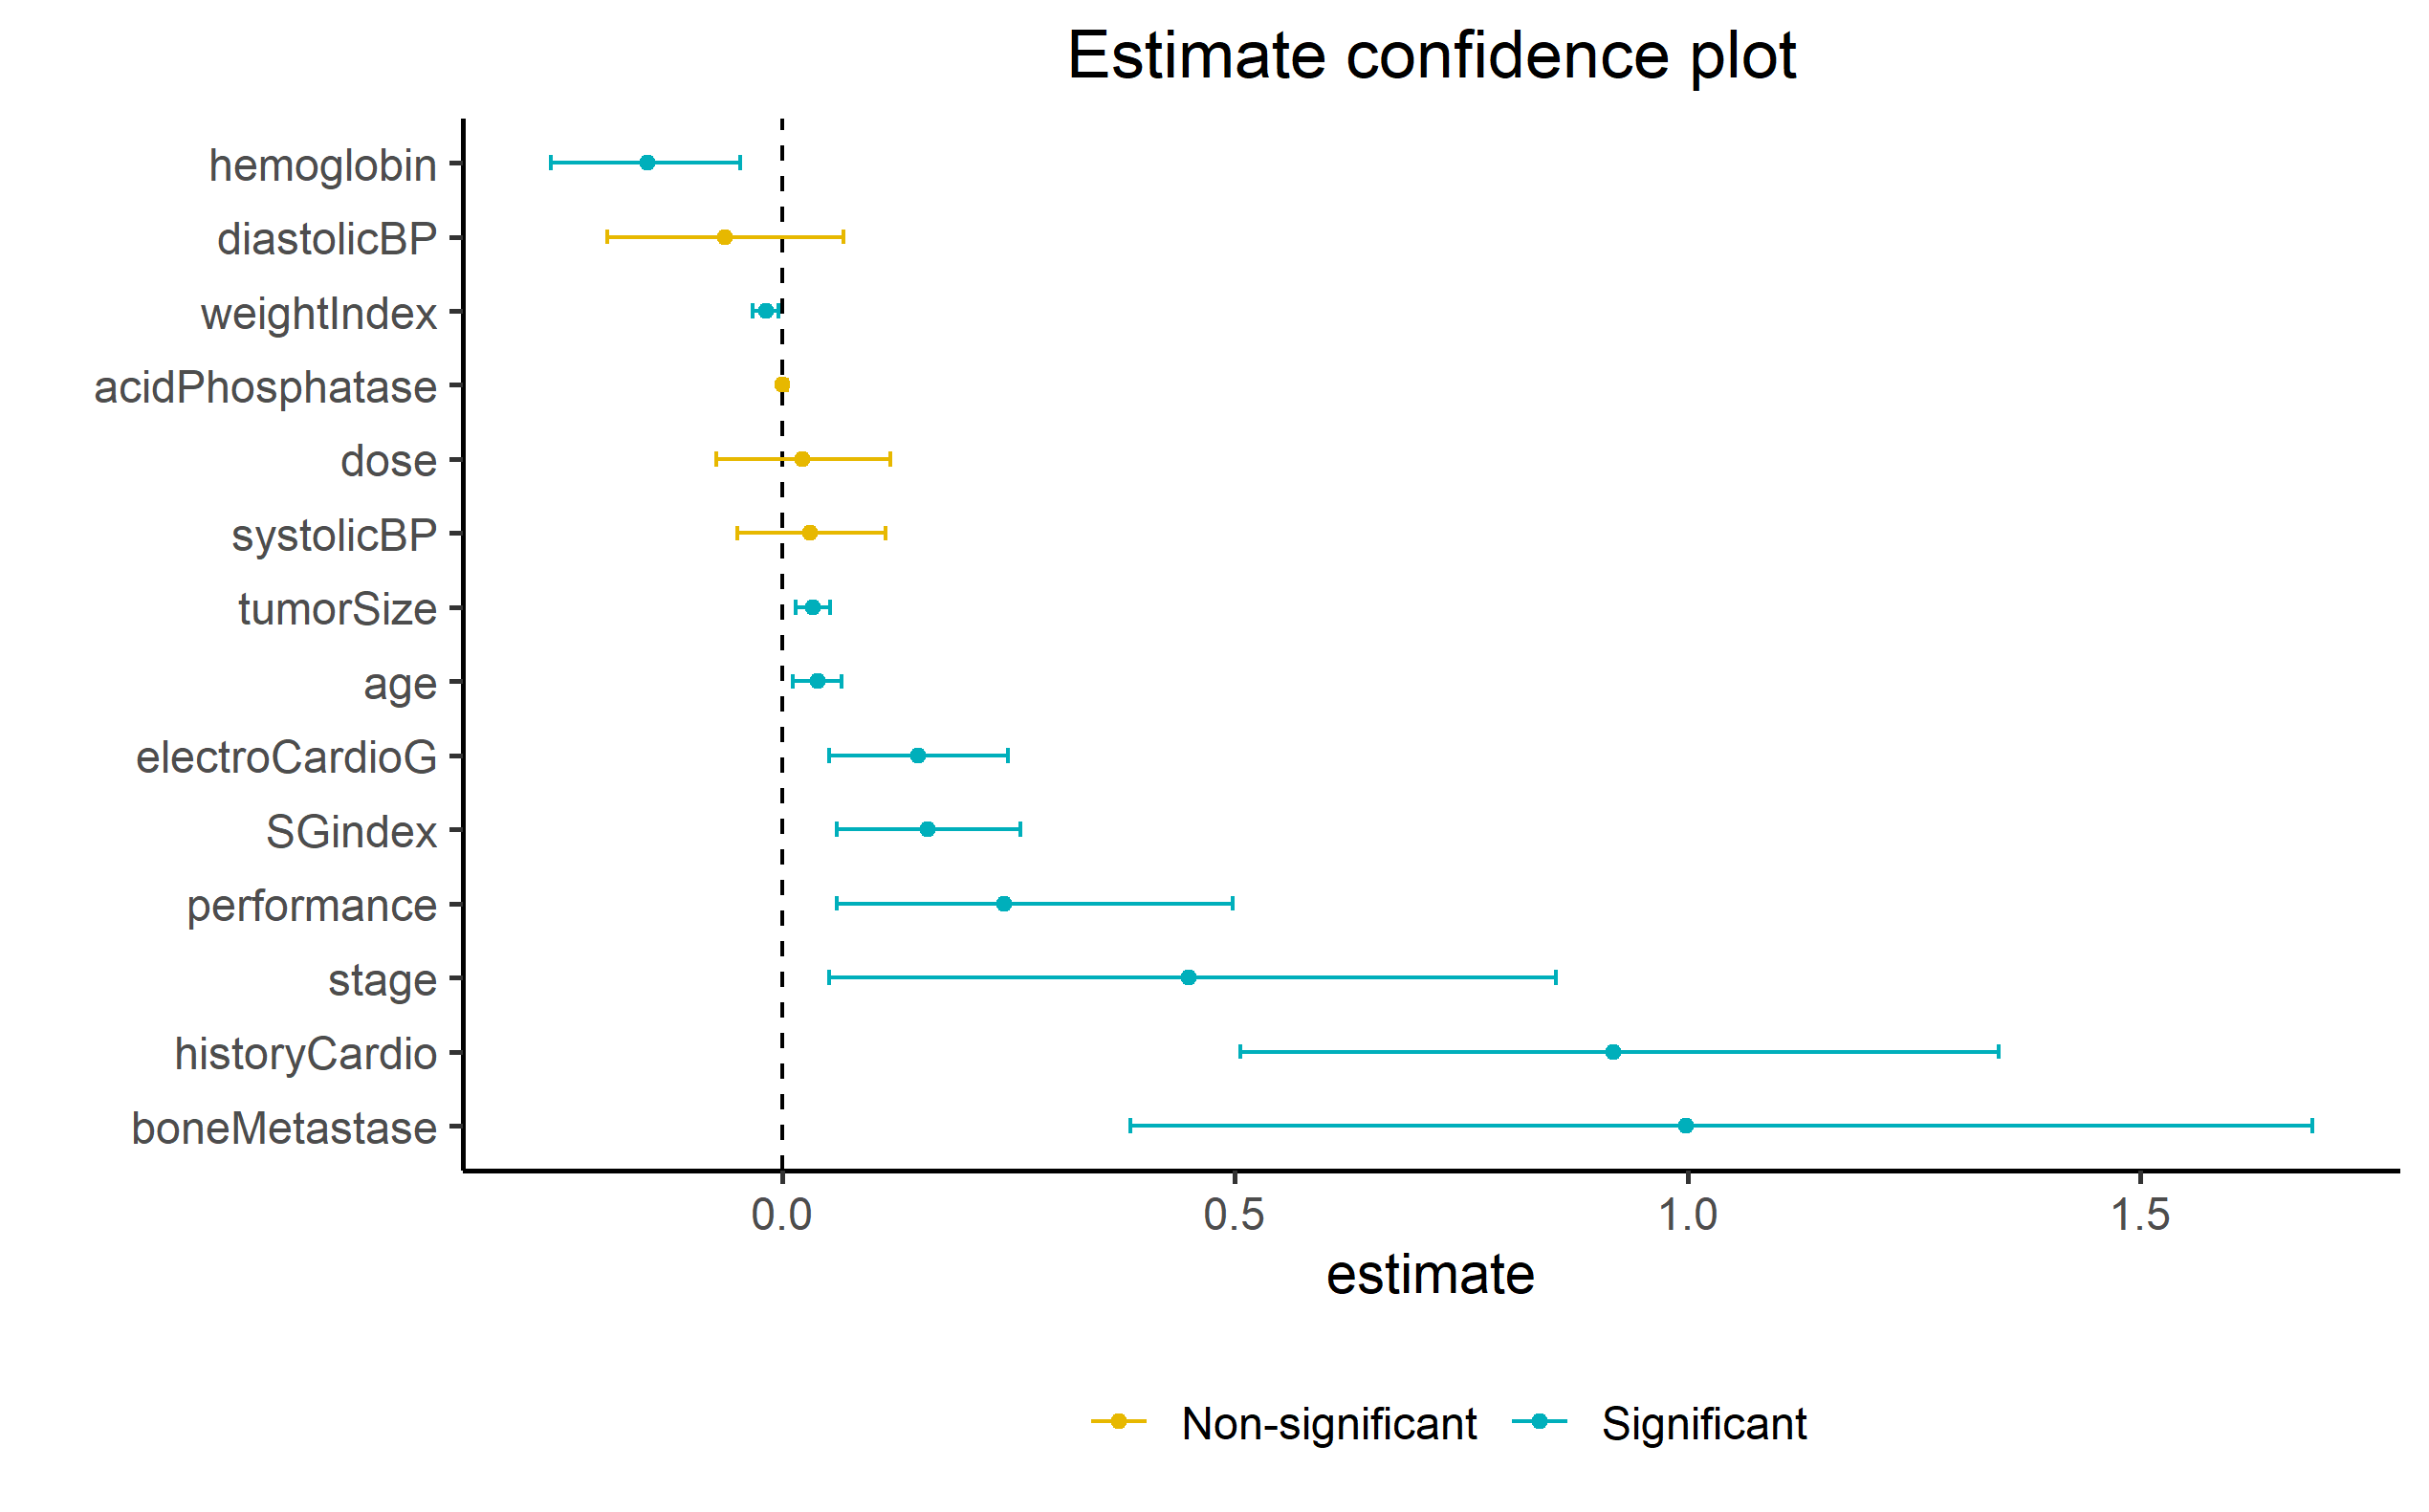 Estimate confidence plot
hemoglobin
diastolicBP
weightIndex
acidPhosphatase
dose
systolicBP
tumorSize
age
electroCardioG
SGindex
performance
stage
historyCardio
boneMetastase
0.0 0.5 1.0 1.5
estimate
Non-significant Significant